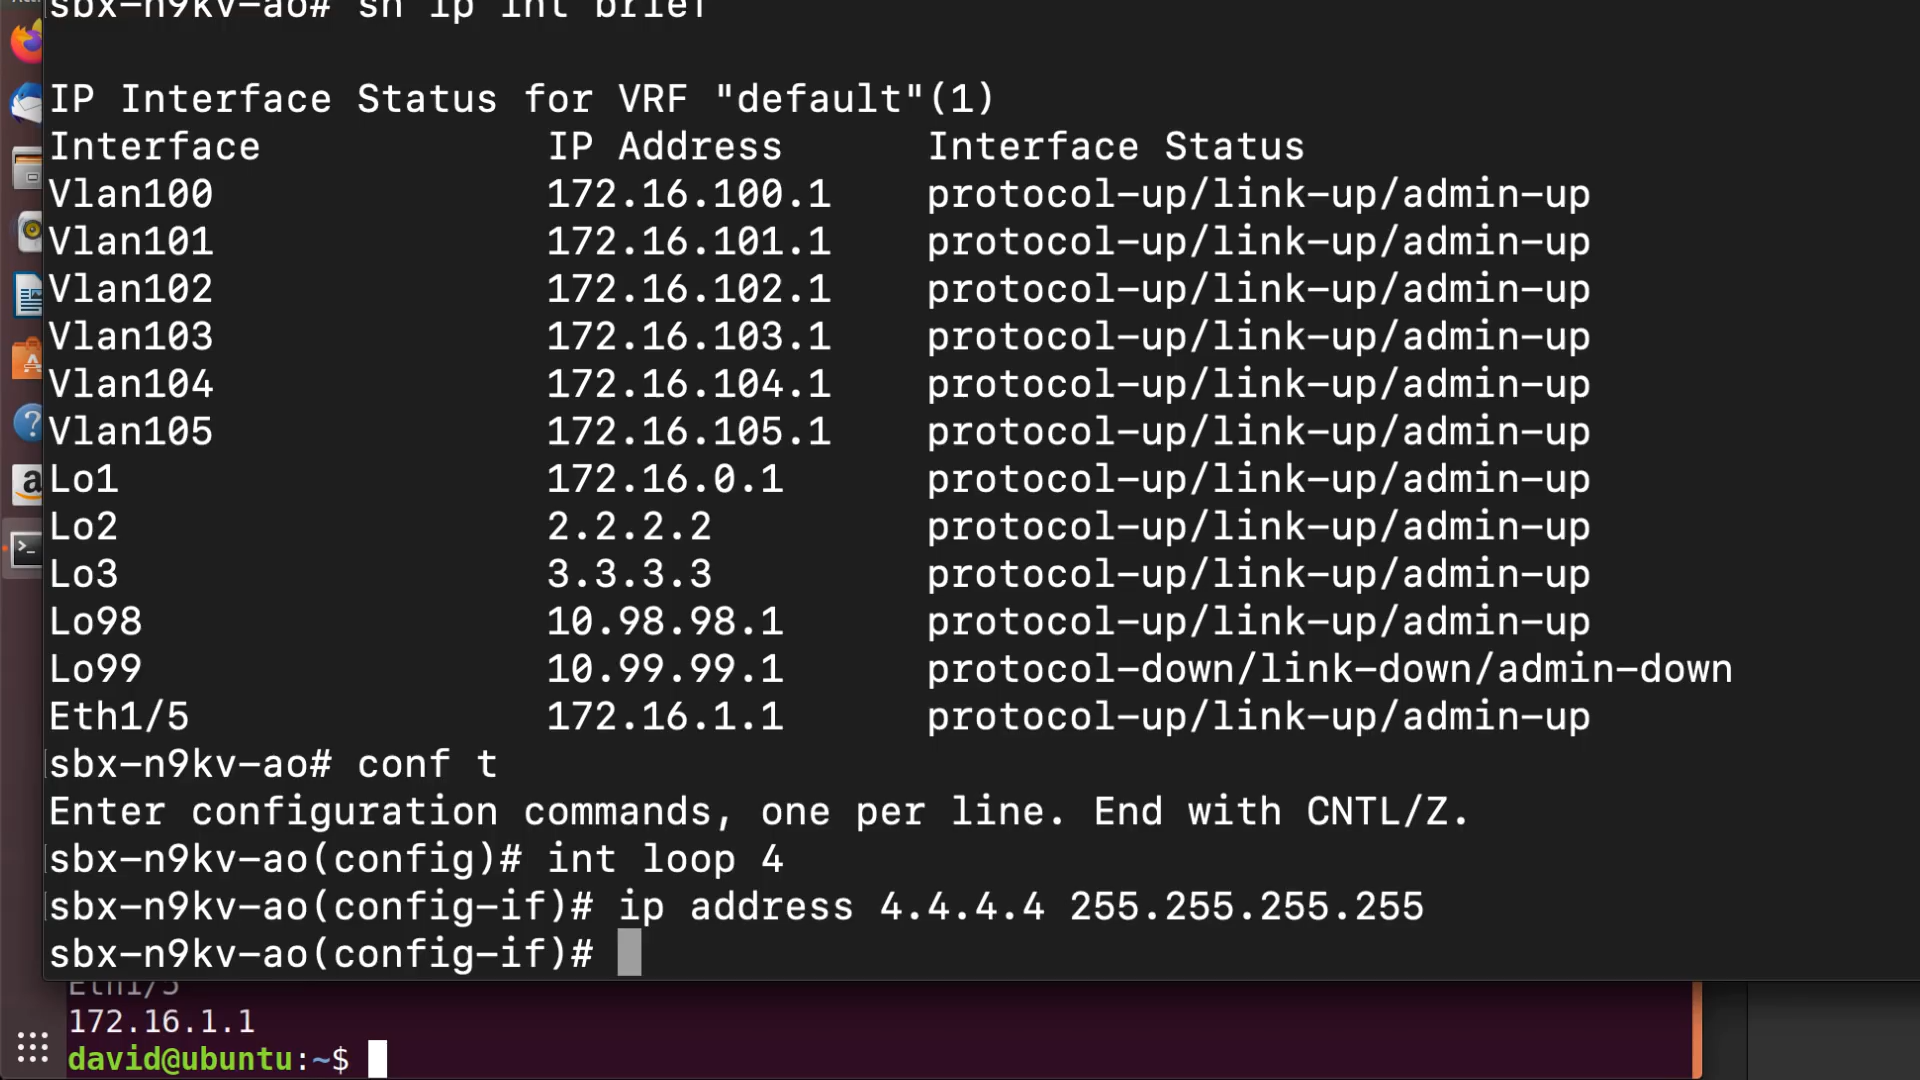 sbx-n9kv-ao# sh ip int brief
IP Interface Status for VRF "default"(1)
Interface IP Address Interface Status
Vlan100 172.16.100.1 protocol-up/link-up/admin-up
Vlan101 172.16.101.1 protocol-up/link-up/admin-up
Vlan102 172.16.102.1 protocol-up/link-up/admin-up
Vlan103 172.16.103.1 protocol-up/link-up/admin-up
Vlan104 172.16.104.1 protocol-up/link-up/admin-up
Vlan105 172.16.105.1 protocol-up/link-up/admin-up
Lo1 172.16.0.1 protocol-up/link-up/admin-up
Lo2 2.2.2.2 protocol-up/link-up/admin-up
Lo3 3.3.3.3 protocol-up/link-up/admin-up
Lo98 10.98.98.1 protocol-up/link-up/admin-up
Lo99 10.99.99.1 protocol-down/link-down/admin-down
Eth1/5 172.16.1.1 protocol-up/link-up/admin-up
sbx-n9kv-ao# conf t
Enter configuration commands, one per line. End with CNTL/Z.
sbx-n9kv-ao(config)# int loop 4
sbx-n9kv-ao(config-if)# ip address 4.4.4.4 255.255.255.255
sbx-n9kv-ao(config-if)#
Eth1/5
172.16.1.1
david@ubuntu:~$